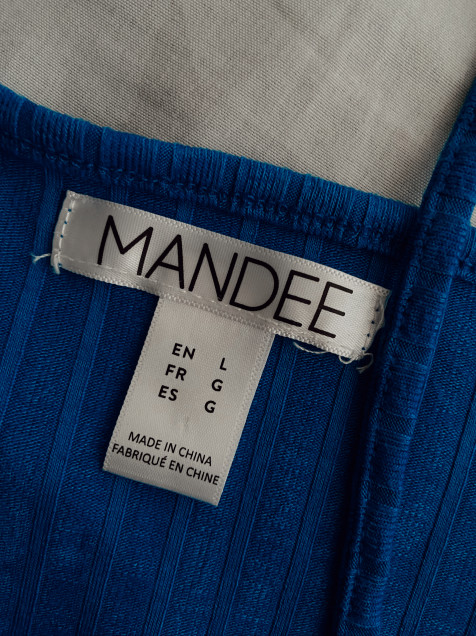 MANDEE
EN L
FR G
ES G
MADE IN CHINA
FABRIQUÉ EN CHINE